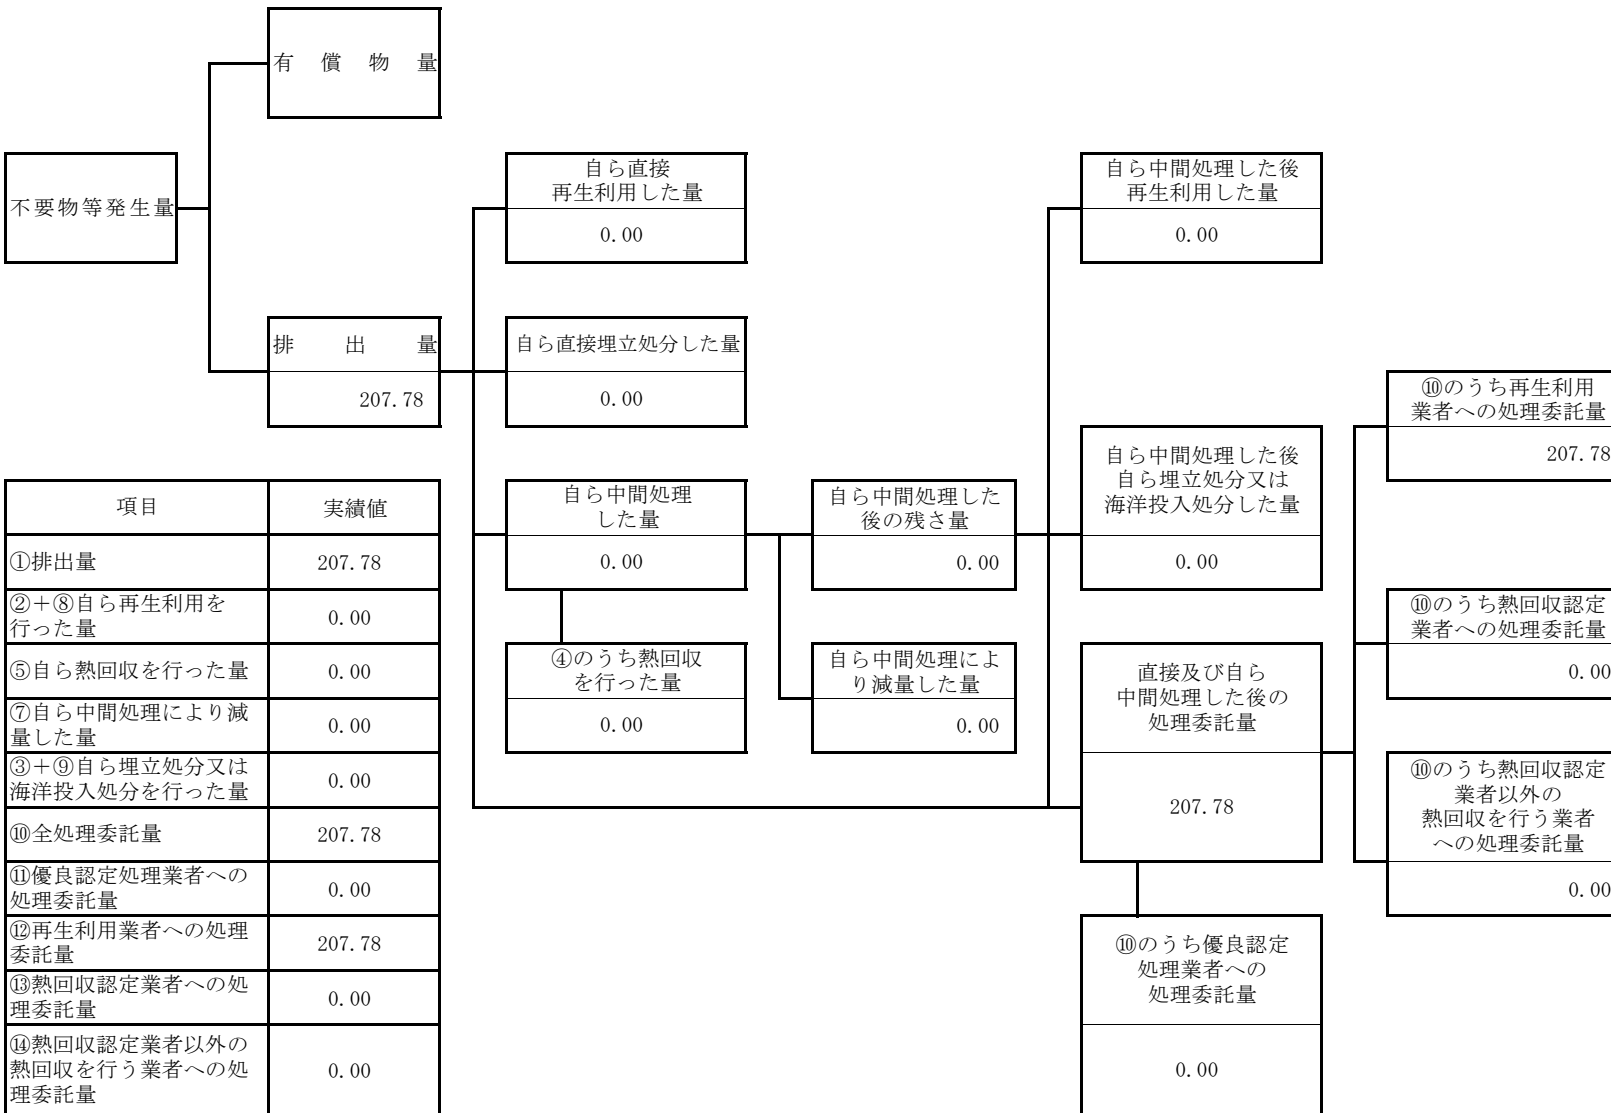 有償物量
不要物等発生量
自ら直接
再生利用した量
0.00
自ら中間処理した後
再生利用した量
0.00
排出量
207.78
自ら直接埋立処分した量
0.00
⑩のうち再生利用
業者への処理委託量
207.78
自ら中間処理した後
自ら埋立処分又は
海洋投入処分した量
0.00
自ら中間処理
した量
0.00
自ら中間処理した
後の残さ量
0.00
⑩のうち熱回収認定
業者への処理委託量
0.00
④のうち熱回収
を行った量
0.00
自ら中間処理によ
り減量した量
0.00
直接及び自ら
中間処理した後の
処理委託量
207.78
⑩のうち熱回収認定
業者以外の
熱回収を行う業者
への処理委託量
0.00
⑩のうち優良認定
処理業者への
処理委託量
0.00
項目 実績値
①排出量 207.78
②＋⑧自ら再生利用を
行った量 0.00
⑤自ら熱回収を行った量 0.00
⑦自ら中間処理により減
量した量 0.00
③＋⑨自ら埋立処分又は
海洋投入処分を行った量 0.00
⑩全処理委託量 207.78
⑪優良認定処理業者への
処理委託量 0.00
⑫再生利用業者への処理
委託量 207.78
⑬熱回収認定業者への処
理委託量 0.00
⑭熱回収認定業者以外の
熱回収を行う業者への処
理委託量 0.00